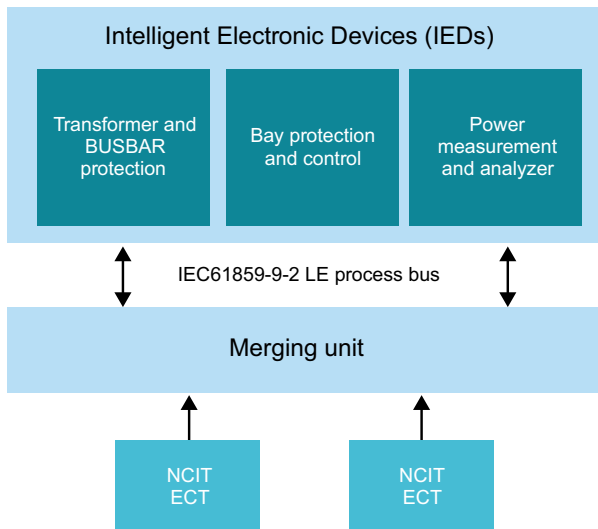 Intelligent Electronic Devices (IEDs)
Transformer and
BUSBAR
protection
Bay protection
and control
Power
measurement
and analyzer
IEC61859-9-2 LE process bus
Merging unit
NCIT
ECT
NCIT
ECT